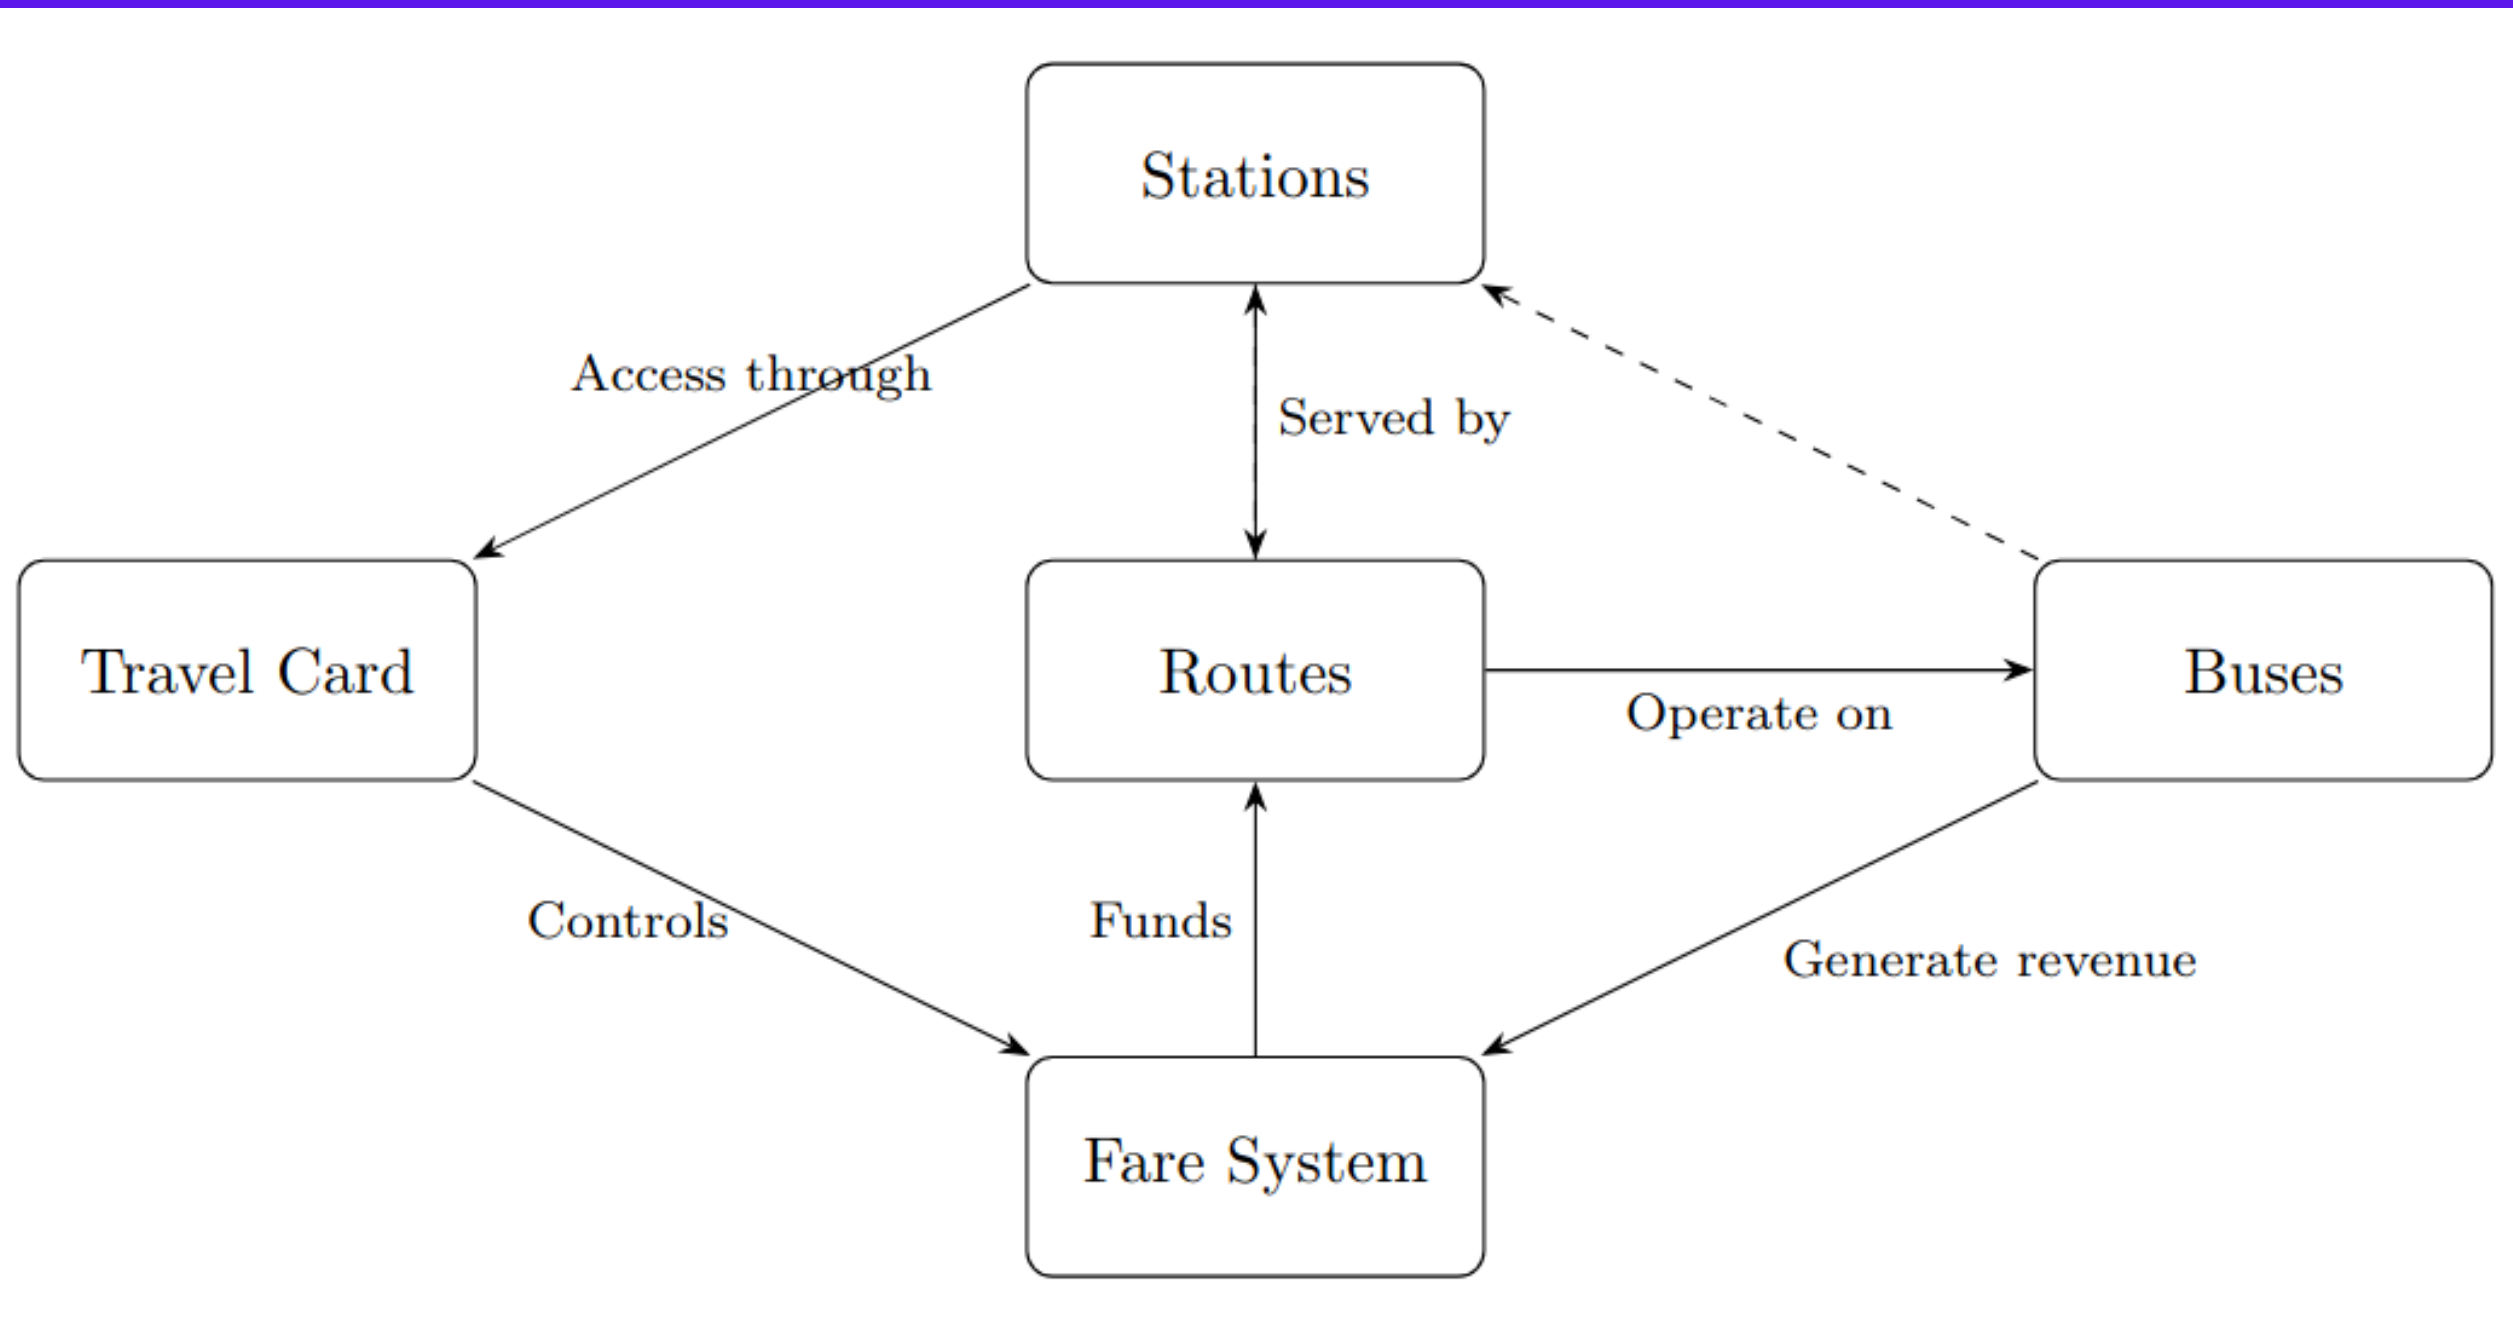 Stations
Access through
Served by
Travel Card
Routes
Buses
Operate on
Controls
Funds
Generate revenue
Fare System